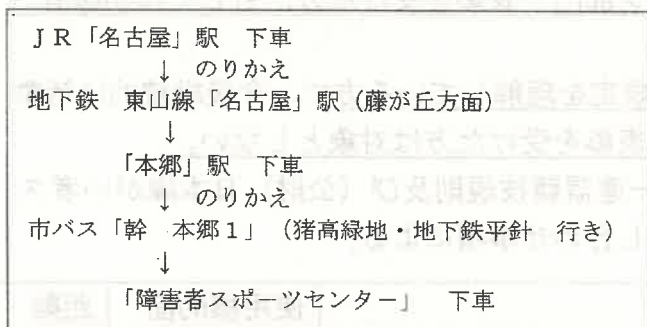 ＪＲ「名古屋」駅　下車
↓　のりかえ
地下鉄　東山線「名古屋」駅（藤が丘方面）
↓
「本郷」駅　下車
↓　のりかえ
市バス「幹　本郷１」（猪高緑地・地下鉄平針　行き）
↓
「障害者スポーツセンター」　下車